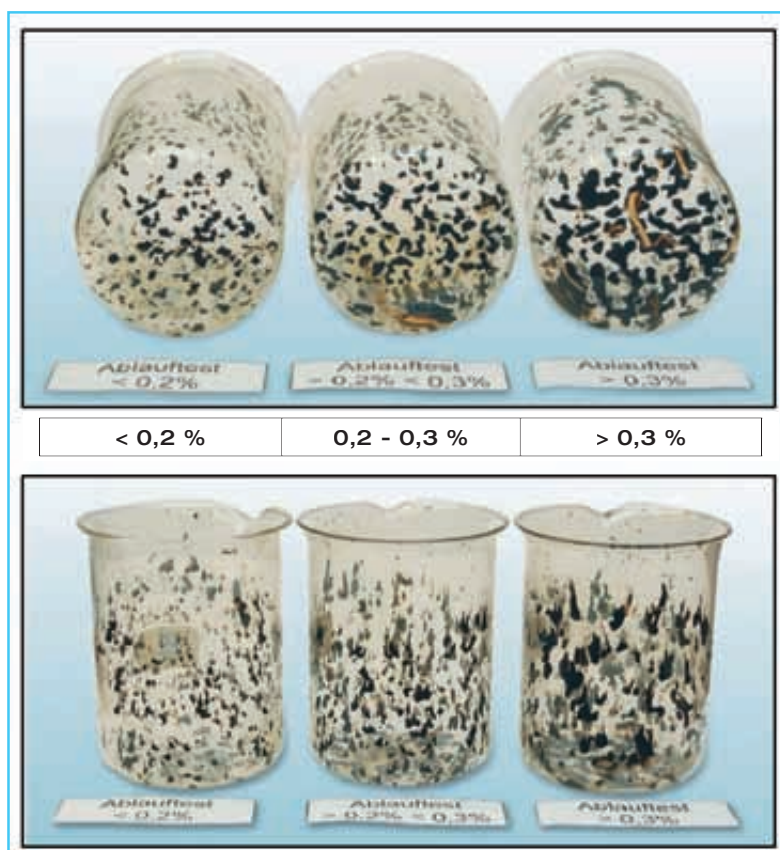 Ablauftest
< 0,2%
Ablauftest
> 0,2% < 0,3%
Ablauftest
> 0,3%
< 0,2 %
0,2 - 0,3 %
> 0,3 %
Ablauftest
< 0,2%
Ablauftest
> 0,2% < 0,3%
Ablauftest
> 0,3%